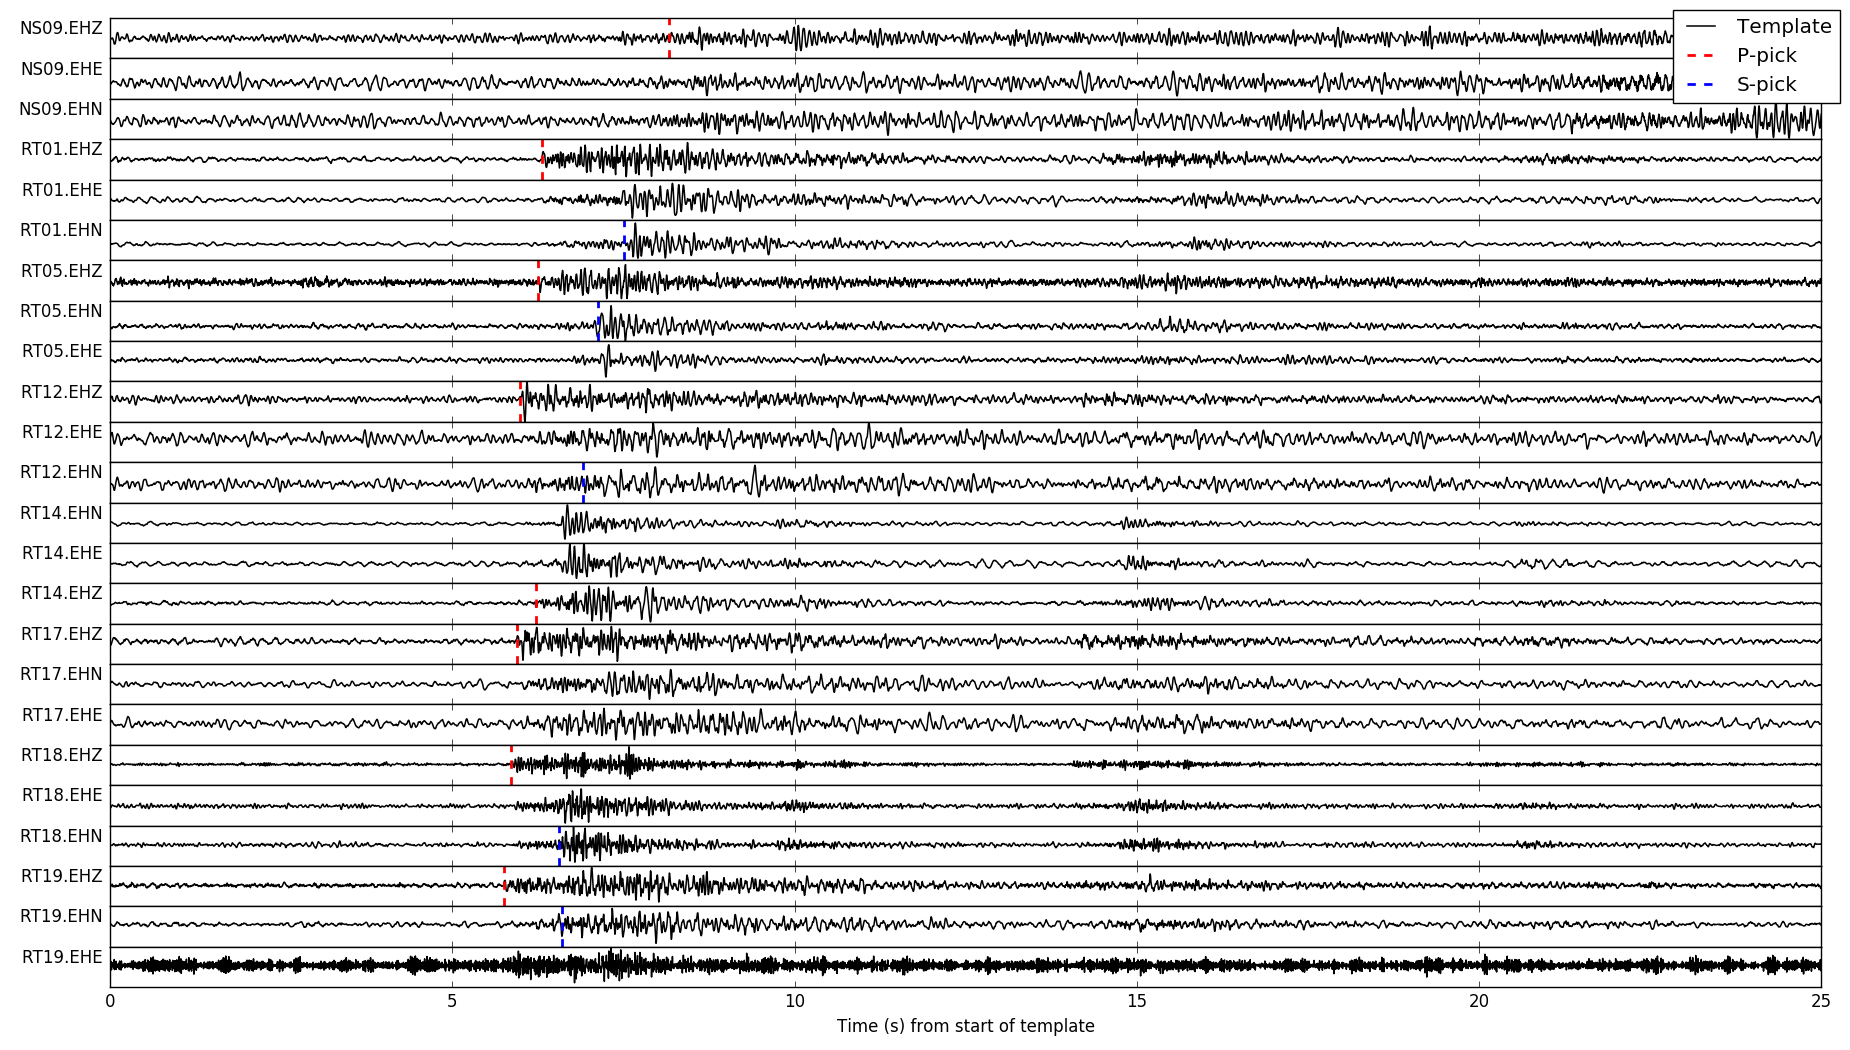 NS09.EHZ
NS09.EHE
NS09.EHN
RT01.EHZ
RT01.EHE
RT01.EHN
RT05.EHZ
RT05.EHN
RT05.EHE
RT12.EHZ
RT12.EHE
RT12.EHN
RT14.EHN
RT14.EHE
RT14.EHZ
RT17.EHZ
RT17.EHN
RT17.EHE
RT18.EHZ
RT18.EHE
RT18.EHN
RT19.EHZ
RT19.EHN
RT19.EHE
Template
P-pick
S-pick
0 5 10 15 20 25
Time (s) from start of template